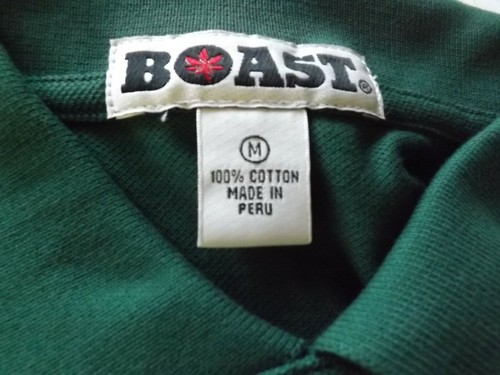 BOAST®
M
100% COTTON
MADE IN
PERU